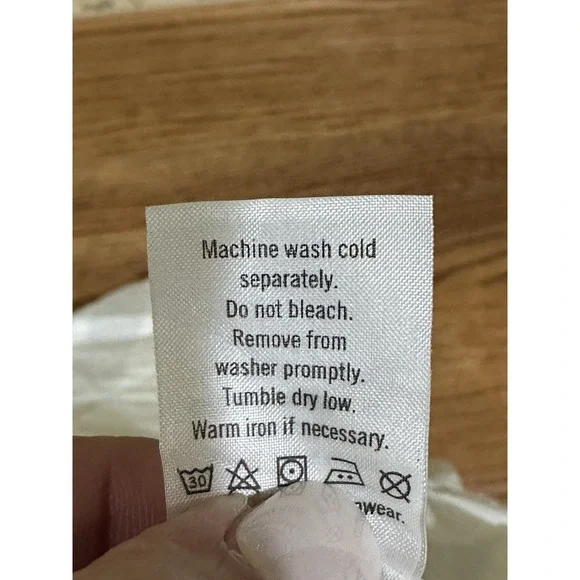 Machine wash cold
separately.
Do not bleach.
Remove from
washer promptly.
Tumble dry low.
Warm iron if necessary.
30